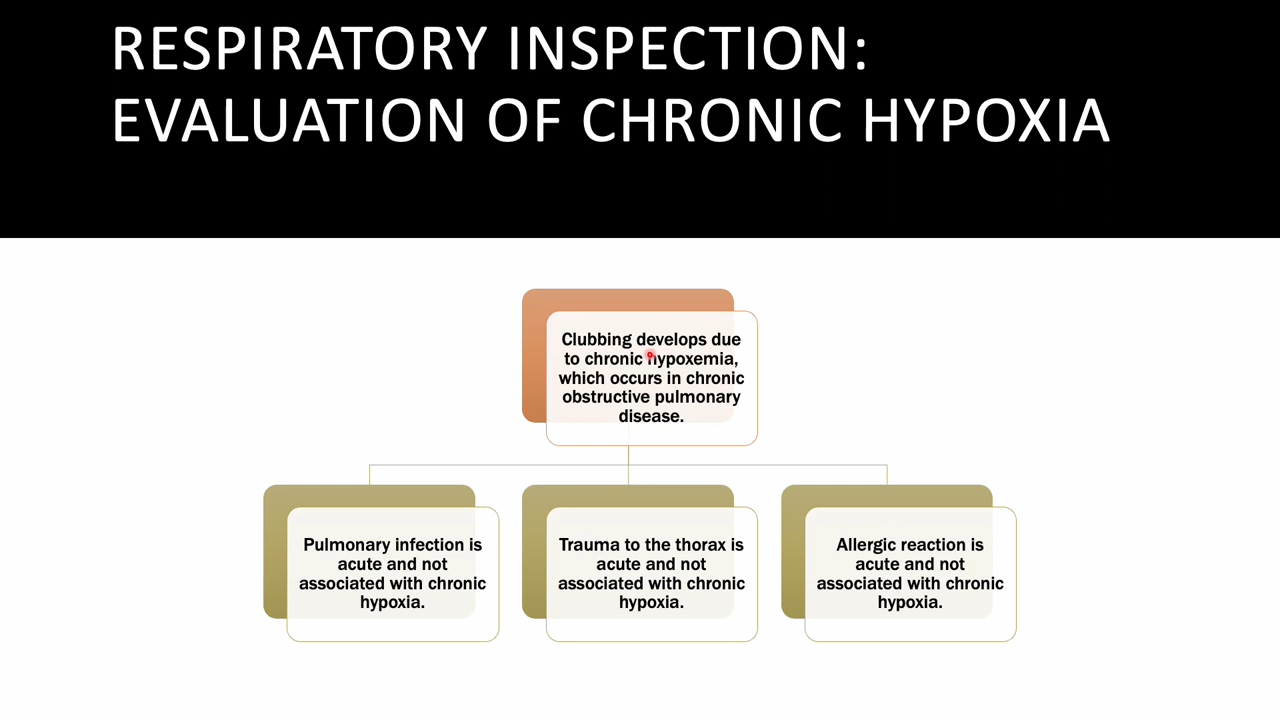 RESPIRATORY INSPECTION:
EVALUATION OF CHRONIC HYPOXIA
Clubbing develops due
to chronic hypoxemia,
which occurs in chronic
obstructive pulmonary
disease.
Pulmonary infection is
acute and not
associated with chronic
hypoxia.
Trauma to the thorax is
acute and not
associated with chronic
hypoxia.
Allergic reaction is
acute and not
associated with chronic
hypoxia.